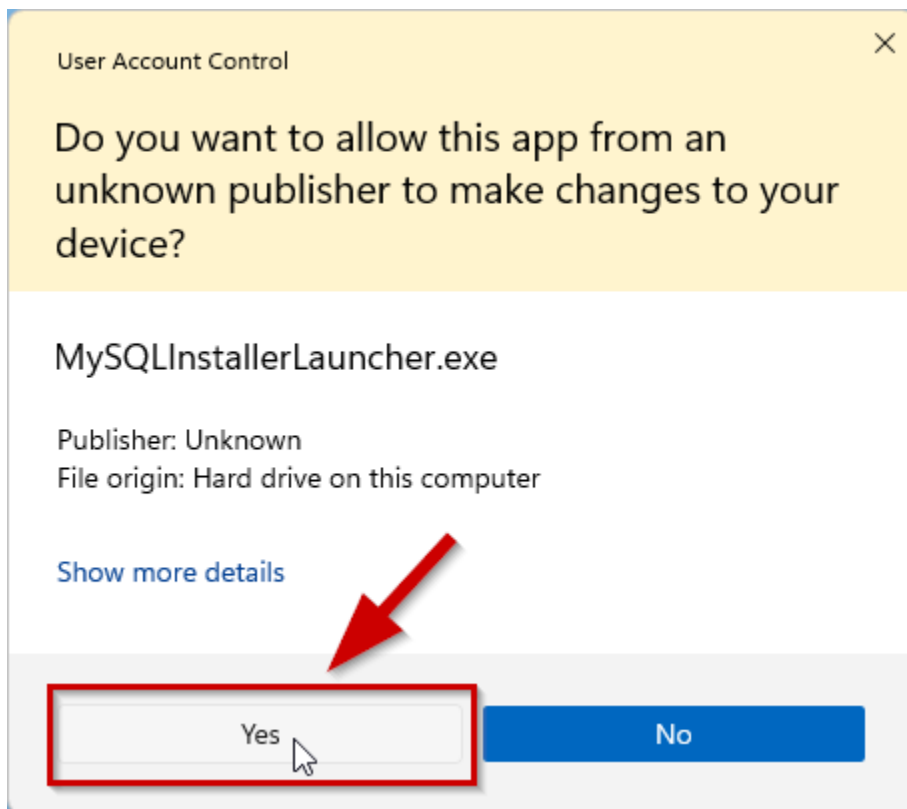 User Account Control
Do you want to allow this app from an
unknown publisher to make changes to your
device?
MySQLInstallerLauncher.exe
Publisher: Unknown
File origin: Hard drive on this computer
Show more details
Yes
No